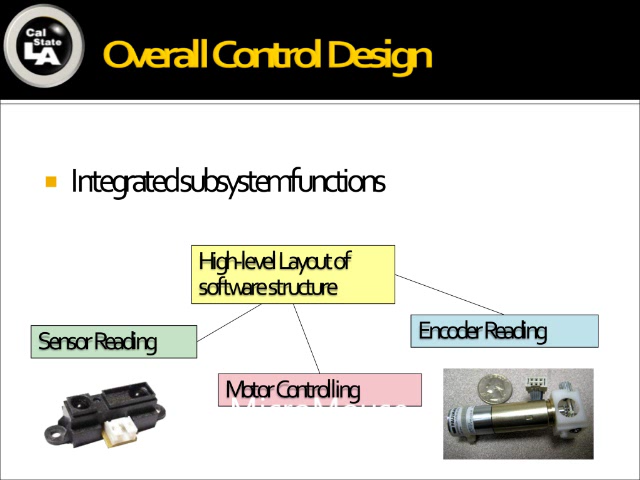 Cal
State
LA
Overall Control Design
Integrated subsystem functions
High-level Layout of
software structure
Sensor Reading
Encoder Reading
Motor Controlling
MicroMouse